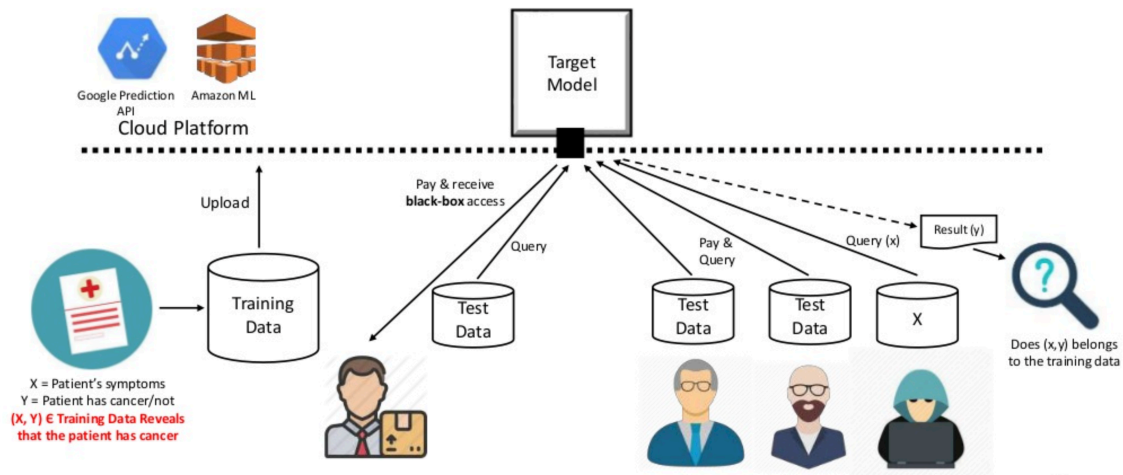 Google Prediction
API
Amazon ML
Cloud Platform
Target
Model
Upload
Pay & receive
black-box access
Query
Pay &
Query
Query (x)
Result (y)
Training
Data
Test
Data
Test
Data
Test
Data
X
?
Does (x,y) belongs
to the training data
X = Patient's symptoms
Y = Patient has cancer/not
(X, Y) Є Training Data Reveals
that the patient has cancer